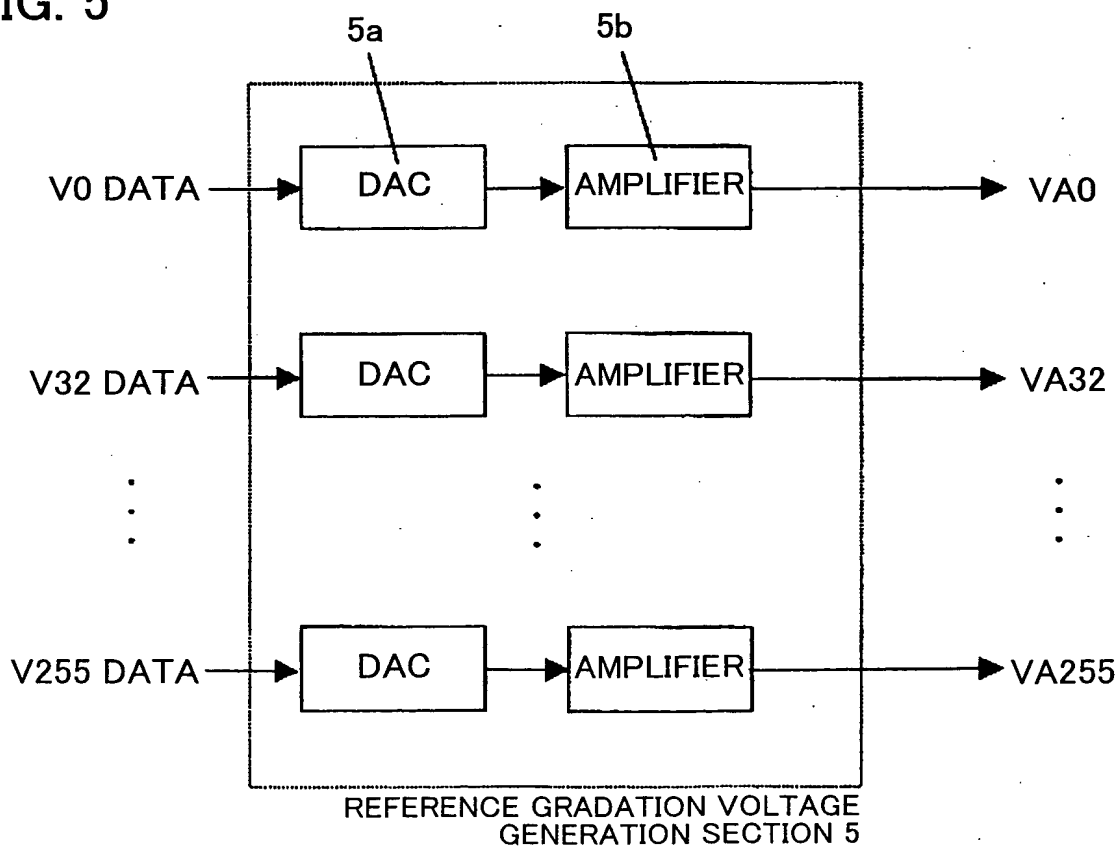 IG. 5
5a 5b
V0 DATA DAC AMPLIFIER VA0
V32 DATA DAC AMPLIFIER VA32
V255 DATA DAC AMPLIFIER VA255
REFERENCE GRADATION VOLTAGE
GENERATION SECTION 5